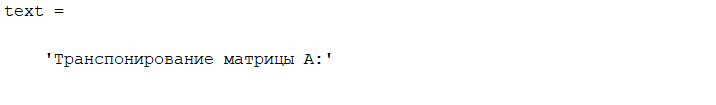 text =
'Транспонирование матрицы А:'